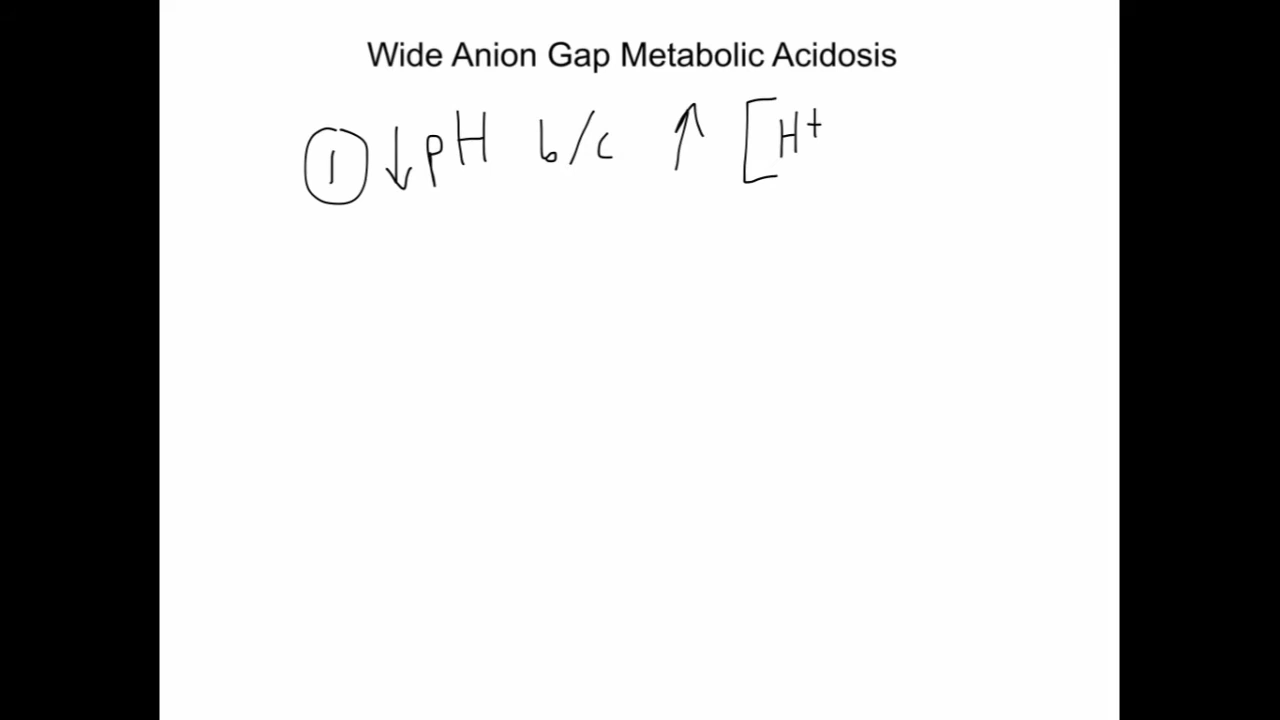 Wide Anion Gap Metabolic Acidosis
① ↓ pH b/c ↑ [H+